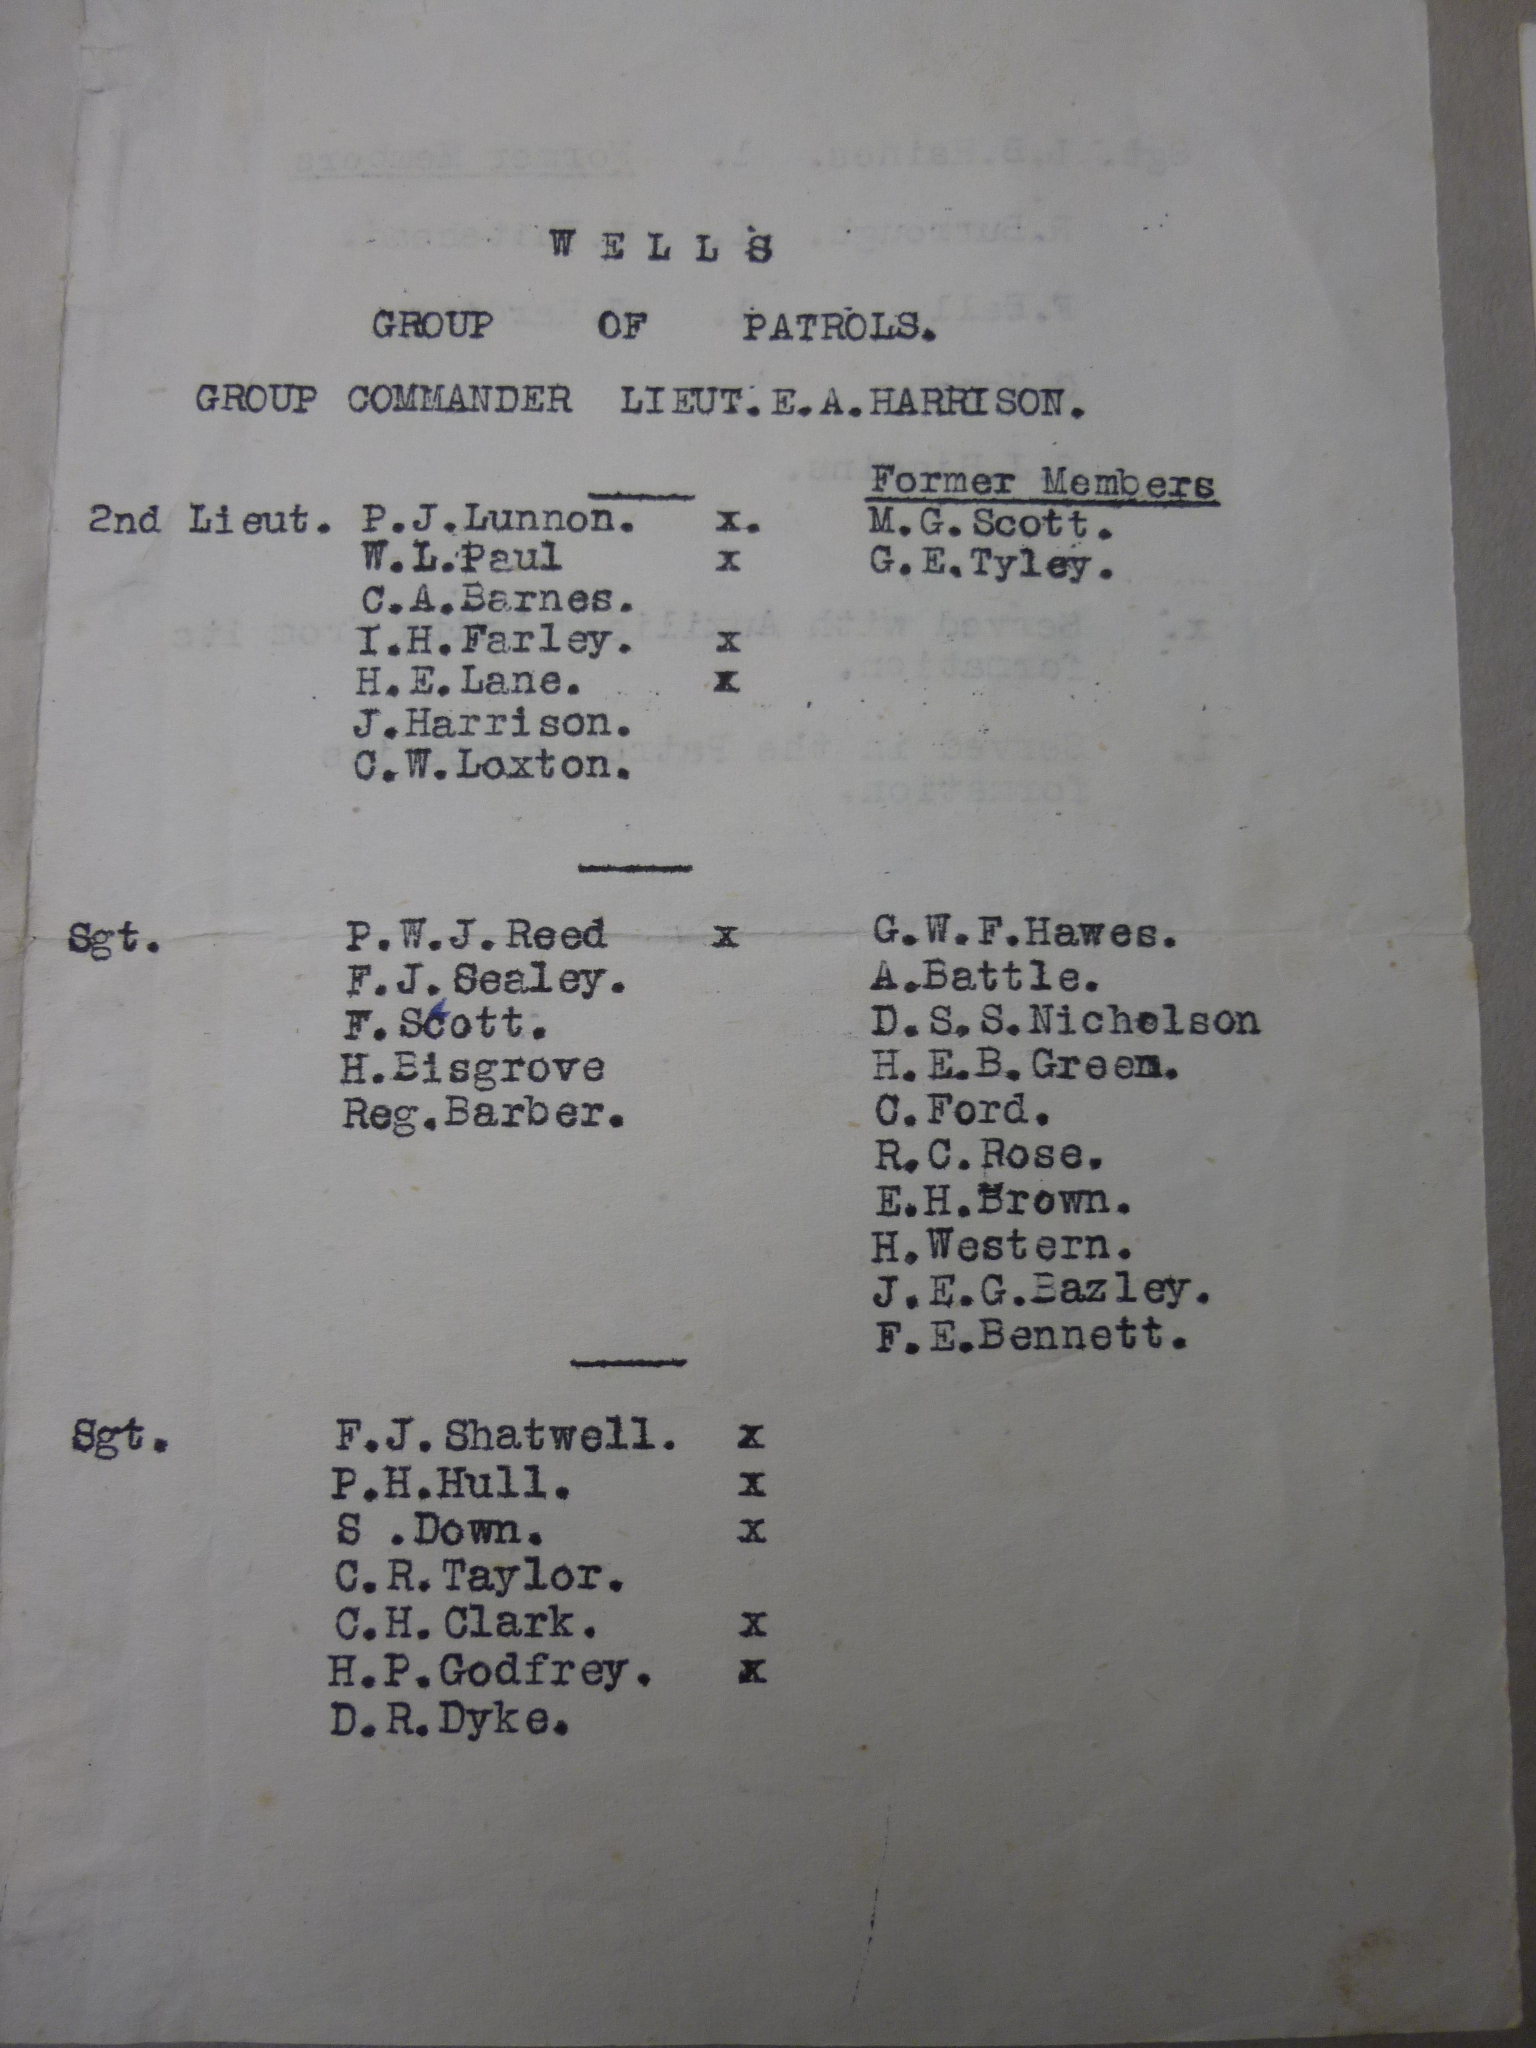 W E L L S
GROUP OF PATROLS.
GROUP COMMANDER LIEUT.E.A.HARRISON.
Former Members
2nd Lieut. P.J.Lunnon. x. M.G.Scott.
W.L.Paul x G.E.Tyley.
C.A.Barnes.
I.H.Farley. x
H.E.Lane. x
J.Harrison.
C.W.Loxton.
Sgt. P.W.J.Reed x G.W.F.Hawes.
F.J.Sealey. A.Battle.
F.Scott. D.S.S.Nicholson
H.Bisgrove H.E.B.Green.
Reg.Barber. C.Ford.
R.C.Rose.
E.H.Brown.
H.Western.
J.E.G.Bazley.
F.E.Bennett.
Sgt. F.J.Shatwell. x
P.H.Hull. x
S .Down. x
C.R.Taylor.
C.H.Clark. x
H.P.Godfrey. x
D.R.Dyke.